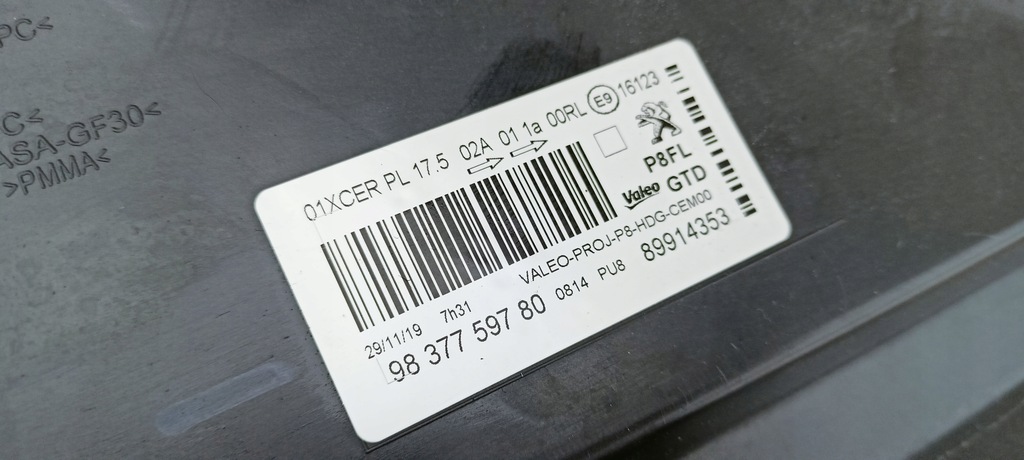 PC<
C<
ASA-GF30<
>PMMA<
01XCER PL 17.5 02A 01 1a 00RL E9 16123
P8FL
Valeo GTD
VALEO-PROJ-P8-HDG-CEM00
29/11/19 7h31
98 377 597 80 0814 PU8 89914353